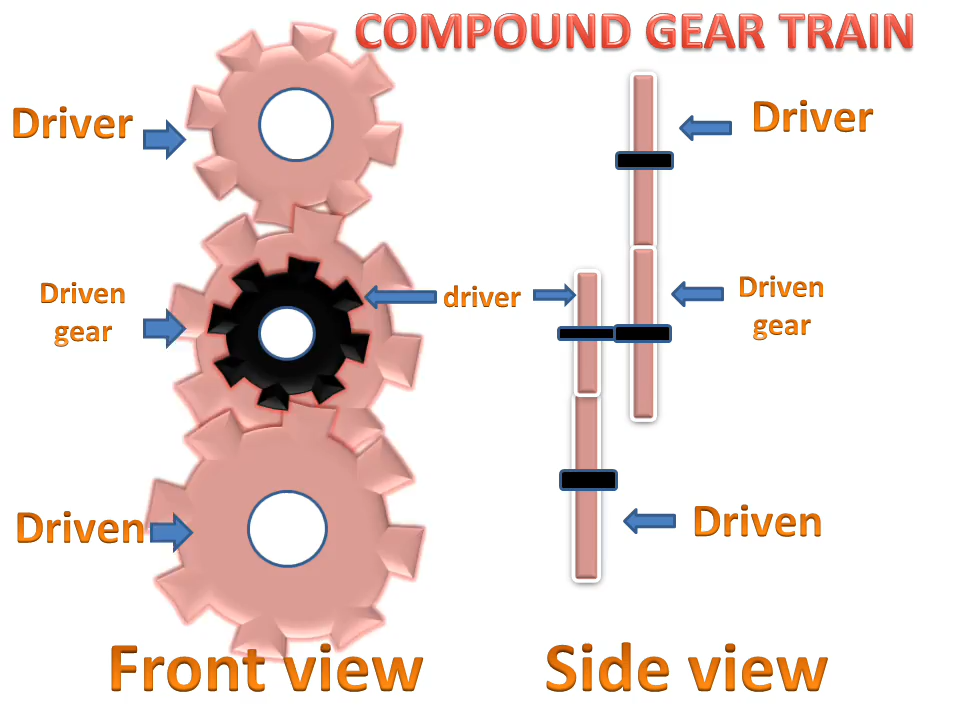 COMPOUND GEAR TRAIN
Driver
Driver
Driven
gear
driver
Driven
gear
Driven
Driven
Front view
Side view